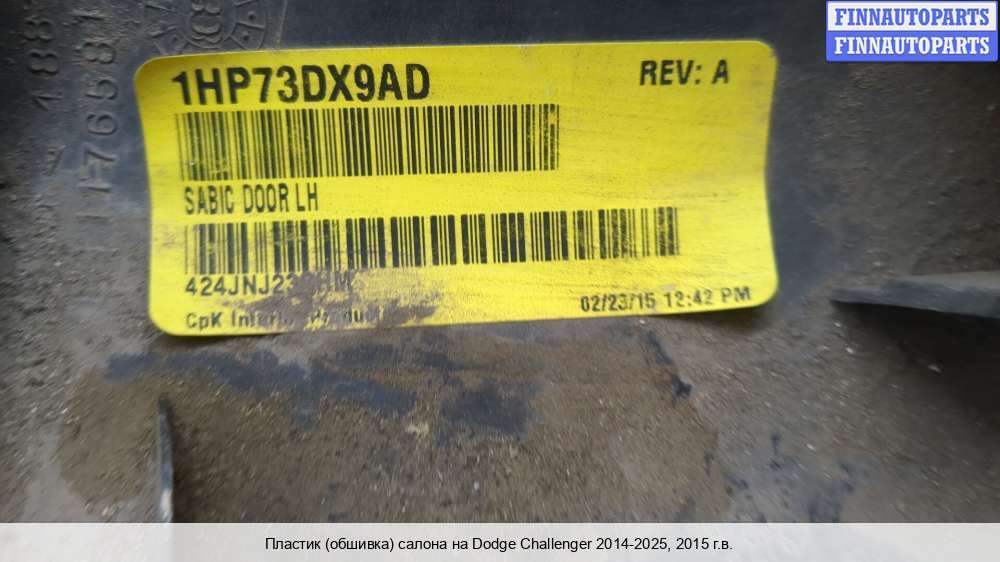 FINNAUTOPARTS
FINNAUTOPARTS
1HP73DX9AD
REV: A
SABIC DOOR LH
02/23/15 12:42 PM
CpK
Пластик (обшивка) салона на Dodge Challenger 2014-2025, 2015 г.в.